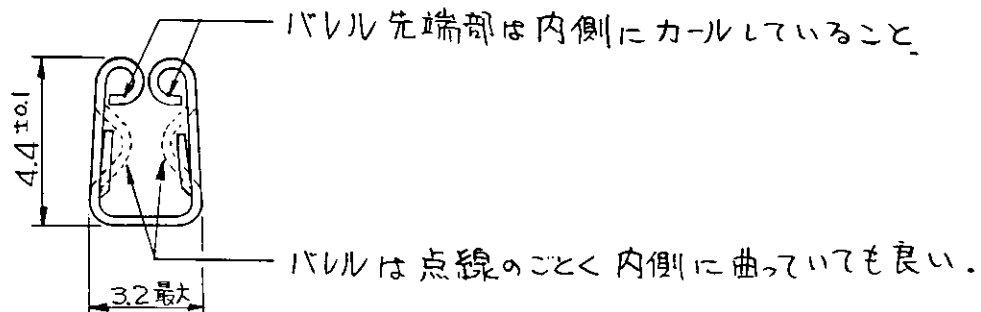 バレル先端部は内側にカールしていること.
4.4±0.1
バレルは点線のごとく内側に曲っていても良い.
3.2最大